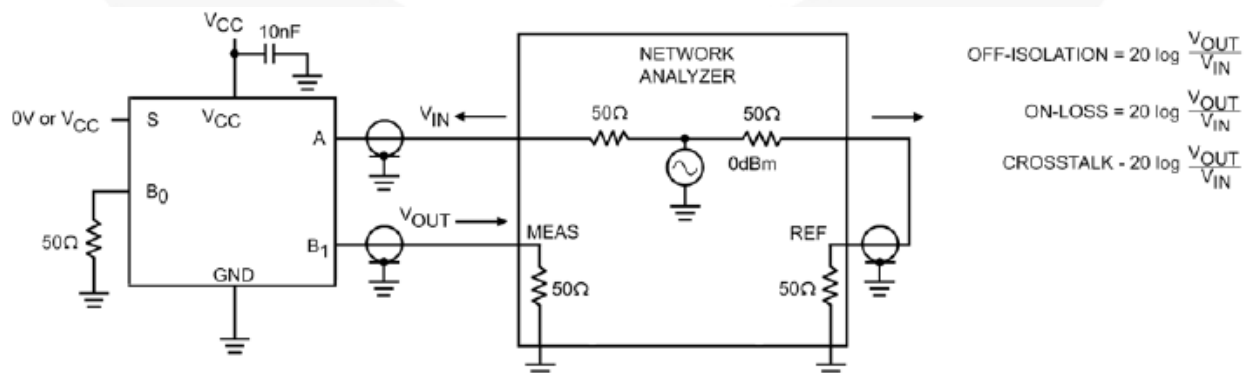 VCC
10nF
0V or VCC
S
VCC
A
B0
50Ω
B1
GND
VIN
VOUT
NETWORK
ANALYZER
50Ω
50Ω
0dBm
MEAS
REF
50Ω
50Ω
OFF-ISOLATION = 20 log VOUT
VIN
ON-LOSS = 20 log VOUT
VIN
CROSSTALK - 20 log VOUT
VIN